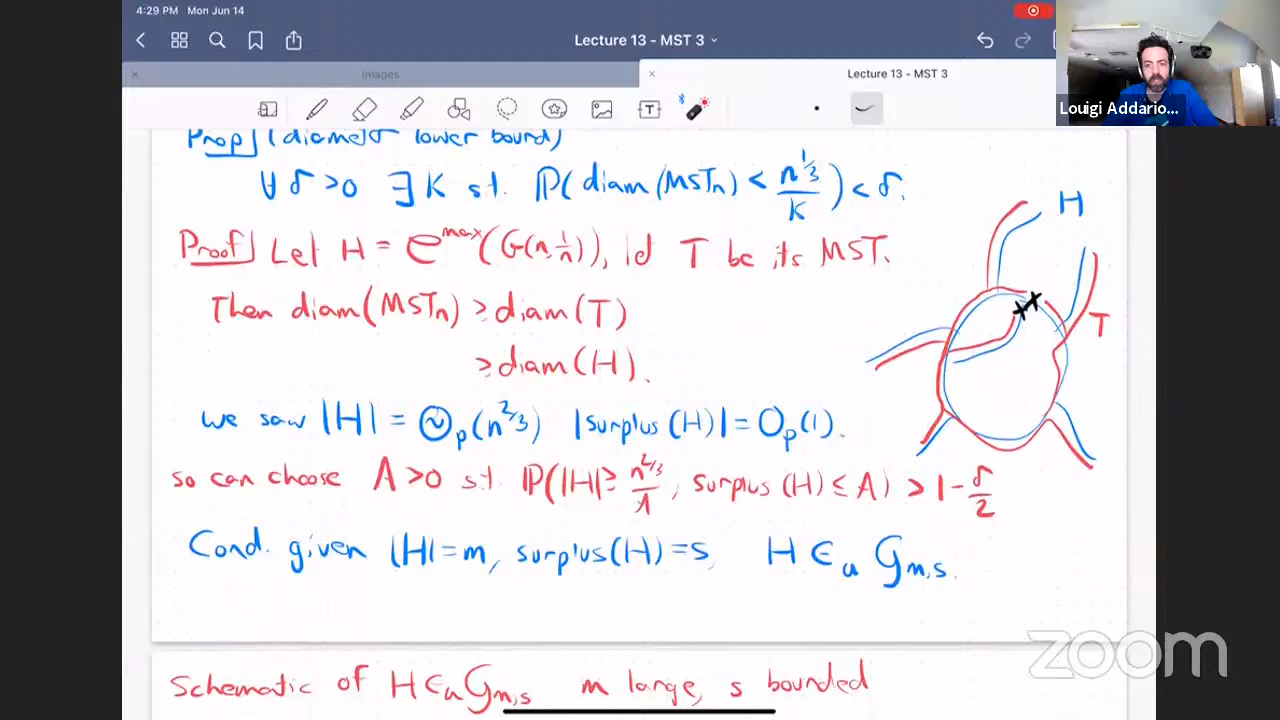 4:29 PM Mon Jun 14
Lecture 13 - MST 3
Images
Lecture 13 - MST 3
Louigi Addario...
Prop] (diameter lower bound)
∀ δ>0 ∃ K st. ℙ( diam(MSTn) < n^{1/3}/K ) < δ.
Proof] Let H = C^{max}(G(n, 1/n)), id T be its MST.
Then diam(MSTn) ≥ diam(T)
≥ diam(H).
H
T
we saw |H| = Θ_p(n^{2/3}) |surplus(H)| = O_p(1).
so can choose A>0 s.t. ℙ(|H| ≥ n^{2/3}/A, surplus(H) ≤ A) > 1 - δ/2
Cond. given |H|=m, surplus(H)=s, H ∈_u G_{m,s}.
zoom
Schematic of H ∈_u G_{m,s} m large, s bounded